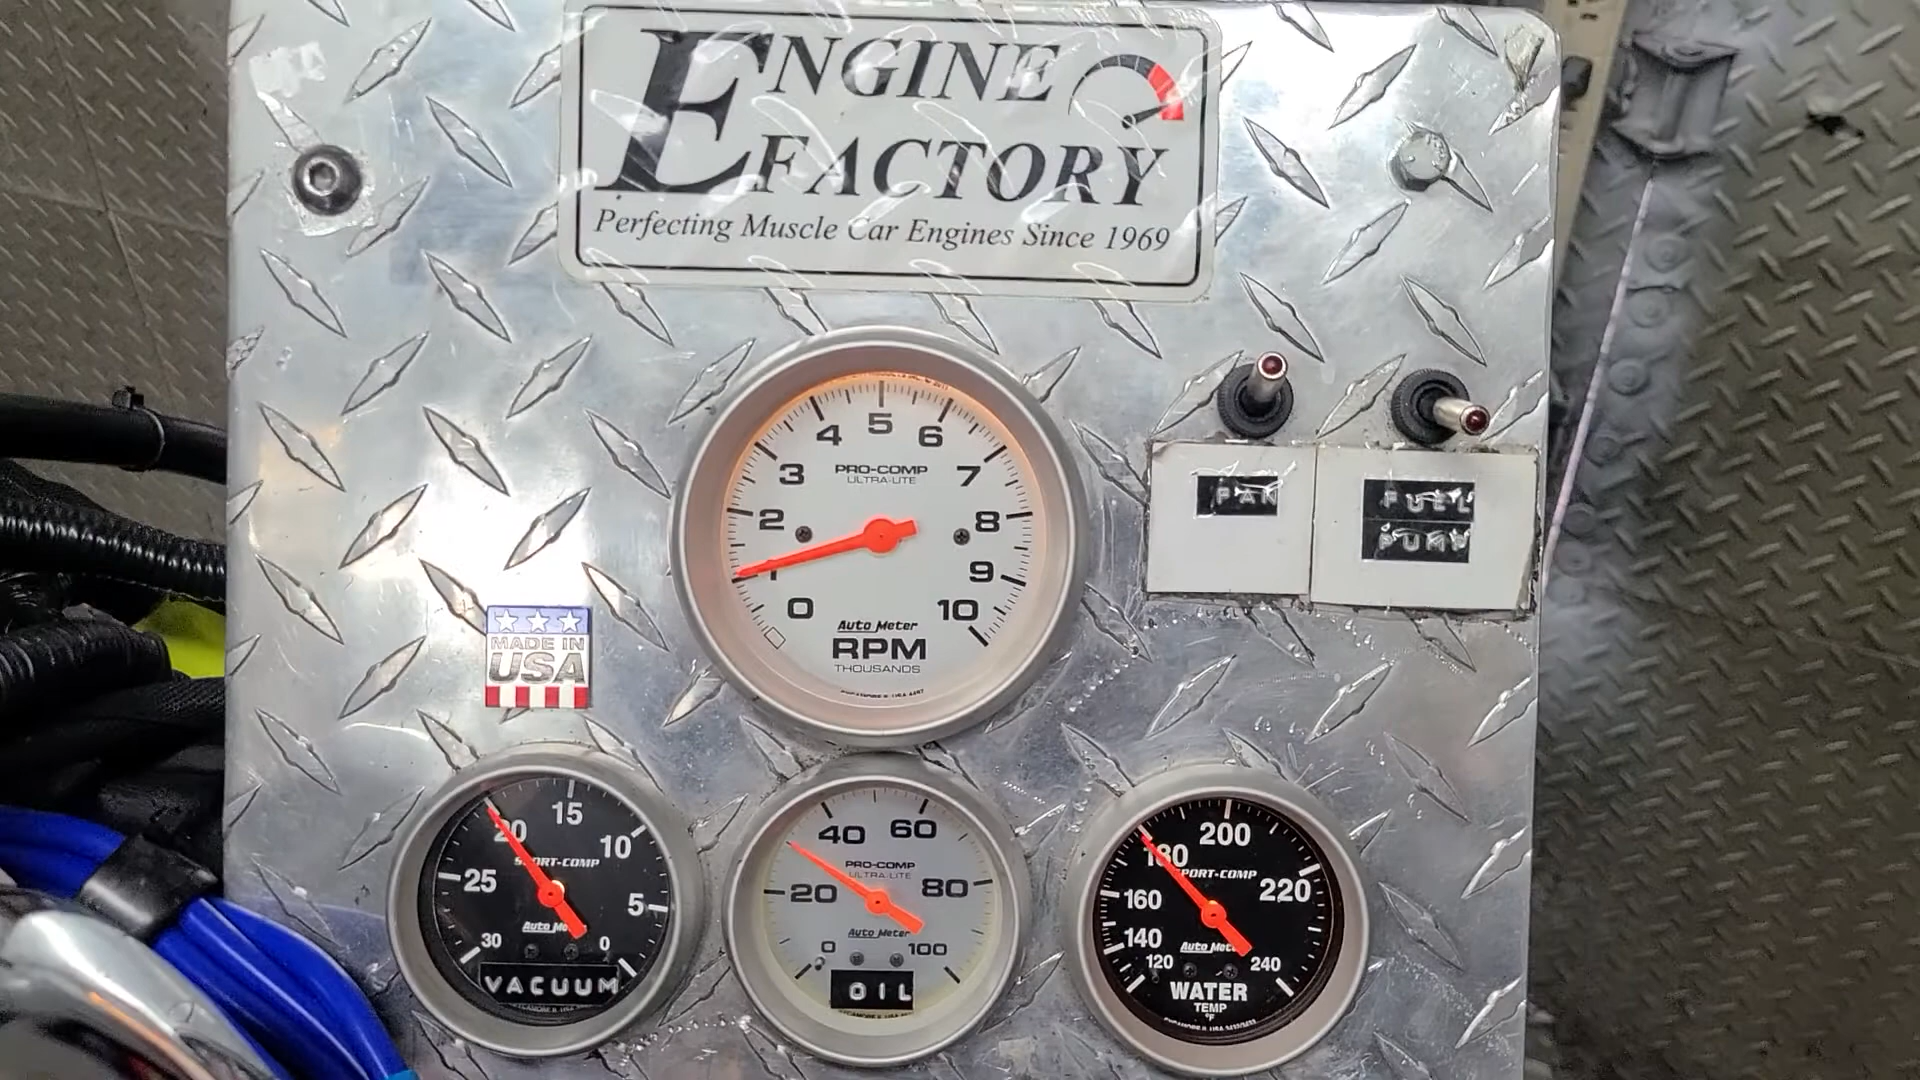 ENGINE
FACTORY
Perfecting Muscle Car Engines Since 1969
4 5 6
3 7
PRO-COMP
ULTRA-LITE
2 8
1 9
0 10
Auto Meter
RPM
THOUSANDS
FAN
FUEL
PUMP
MADE IN
USA
15
20 10
SPORT-COMP
25 5
Auto Meter
30 0
VACUUM
40 60
PRO-COMP
ULTRA-LITE
20 80
Auto Meter
0 100
OIL
200
180
SPORT-COMP
160 220
140
Auto Meter
120 240
WATER
TEMP
°F